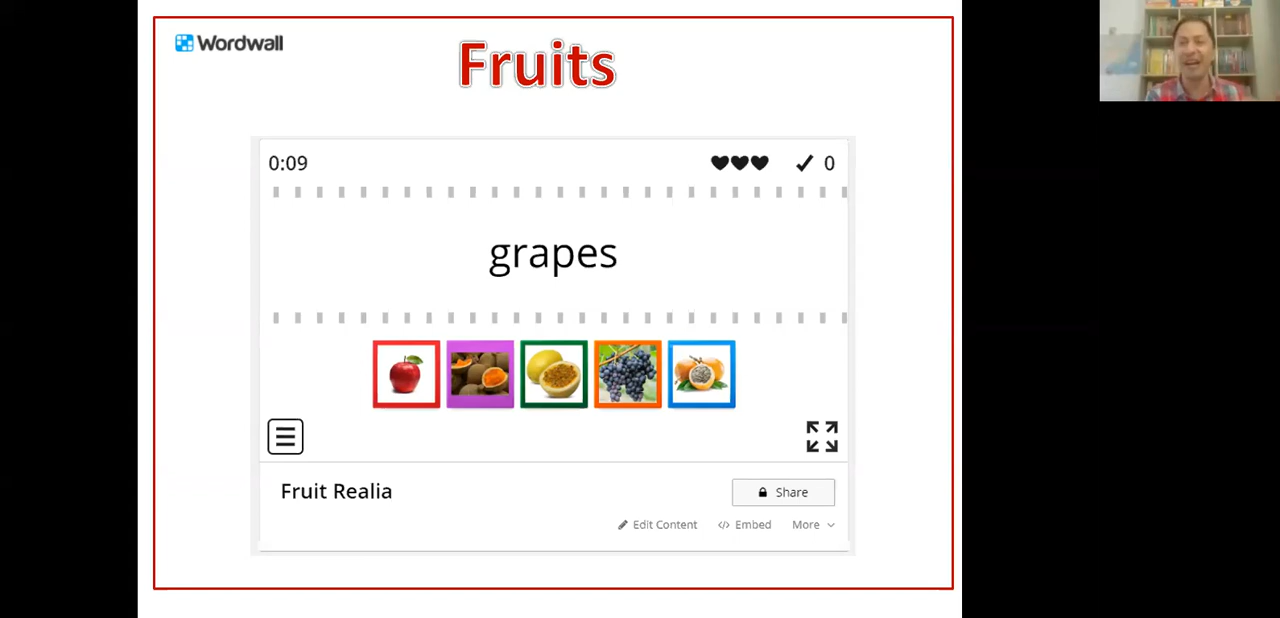 Wordwall
Fruits
0:09
0
grapes
Fruit Realia
Share
Edit Content
Embed
More